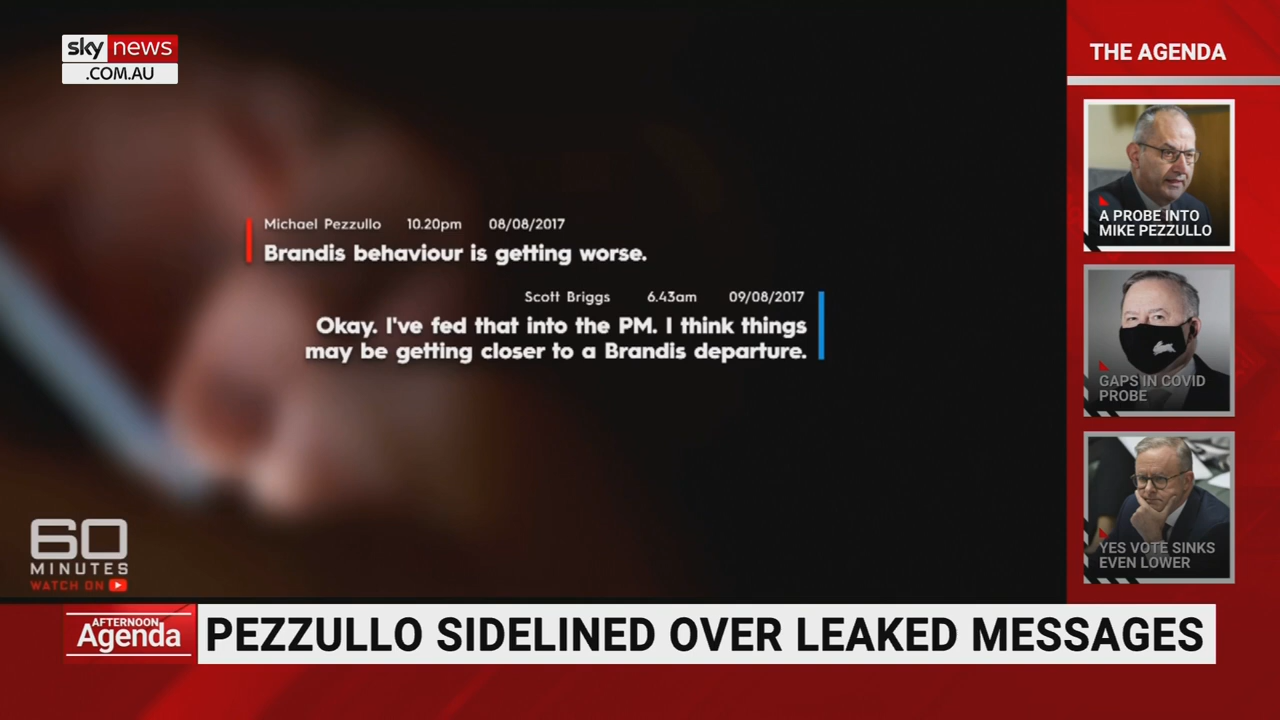 sky news
.COM.AU
THE AGENDA
A PROBE INTO
MIKE PEZZULLO
GAPS IN COVID
PROBE
YES VOTE SINKS
EVEN LOWER
Michael Pezzullo 10.20pm 08/08/2017
Brandis behaviour is getting worse.
Scott Briggs 6.43am 09/08/2017
Okay. I've fed that into the PM. I think things
may be getting closer to a Brandis departure.
60
MINUTES
WATCH ON
AFTERNOON
Agenda
PEZZULLO SIDELINED OVER LEAKED MESSAGES